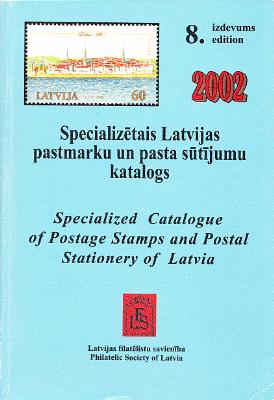 8. izdevums
edition
LATVIJA 60
2002
Specializētais Latvijas
pastmarku un pasta sūtījumu
katalogs
Specialized Catalogue
of Postage Stamps and Postal
Stationery of Latvia
Latvijas filatēlistu savienība
Philatelic Society of Latvia